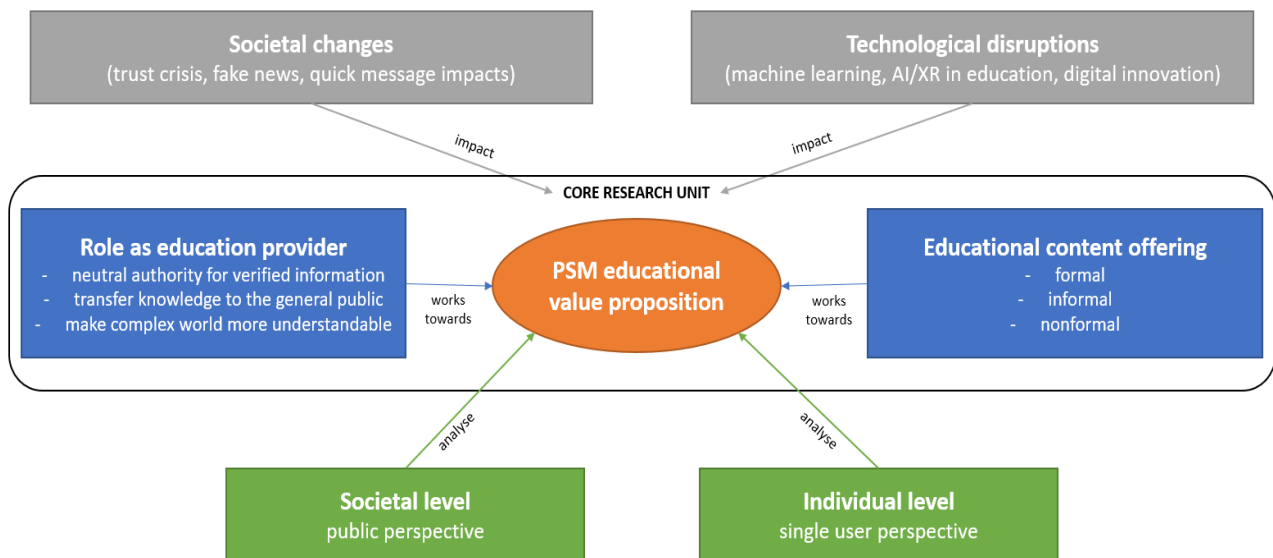 Societal changes
(trust crisis, fake news, quick message impacts)
Technological disruptions
(machine learning, AI/XR in education, digital innovation)
impact
impact
CORE RESEARCH UNIT
Role as education provider
- neutral authority for verified information
- transfer knowledge to the general public
- make complex world more understandable
works
towards
PSM educational
value proposition
works
towards
Educational content offering
- formal
- informal
- nonformal
analyse
analyse
Societal level
public perspective
Individual level
single user perspective